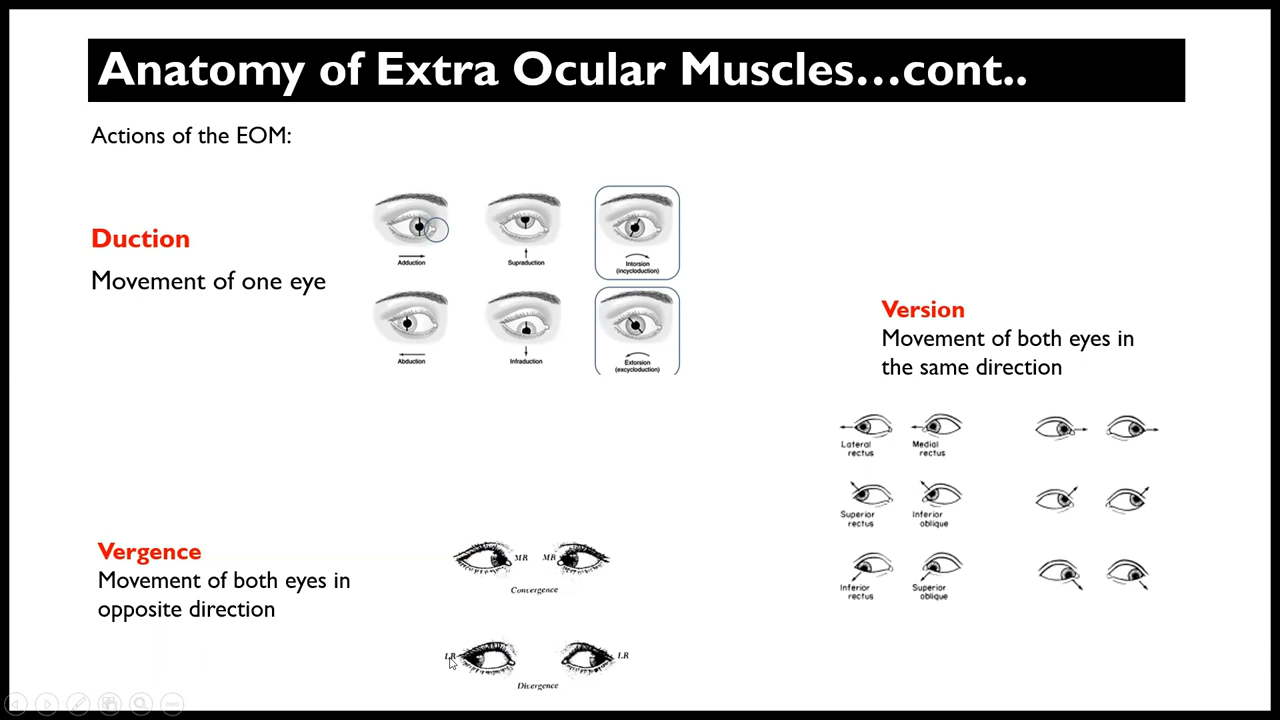 Anatomy of Extra Ocular Muscles...cont..
Actions of the EOM:
Duction
Movement of one eye
Adduction
Supraduction
Intorsion
(incycloduction)
Abduction
Infraduction
Extorsion
(excycloduction)
Version
Movement of both eyes in
the same direction
Lateral
rectus
Medial
rectus
Superior
rectus
Inferior
oblique
Inferior
rectus
Superior
oblique
Vergence
Movement of both eyes in
opposite direction
MR
MR
Convergence
LR
LR
Divergence